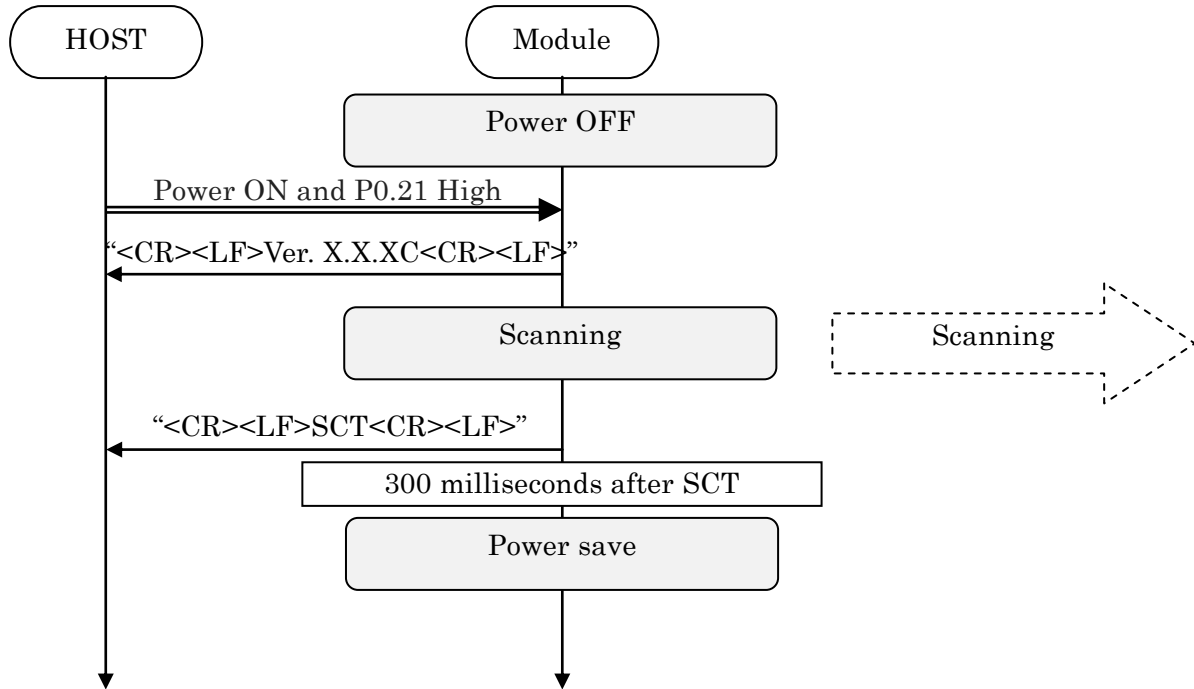 HOST
Module
Power OFF
Power ON and P0.21 High
“<CR><LF>Ver. X.X.XC<CR><LF>”
Scanning
Scanning
“<CR><LF>SCT<CR><LF>”
300 milliseconds after SCT
Power save